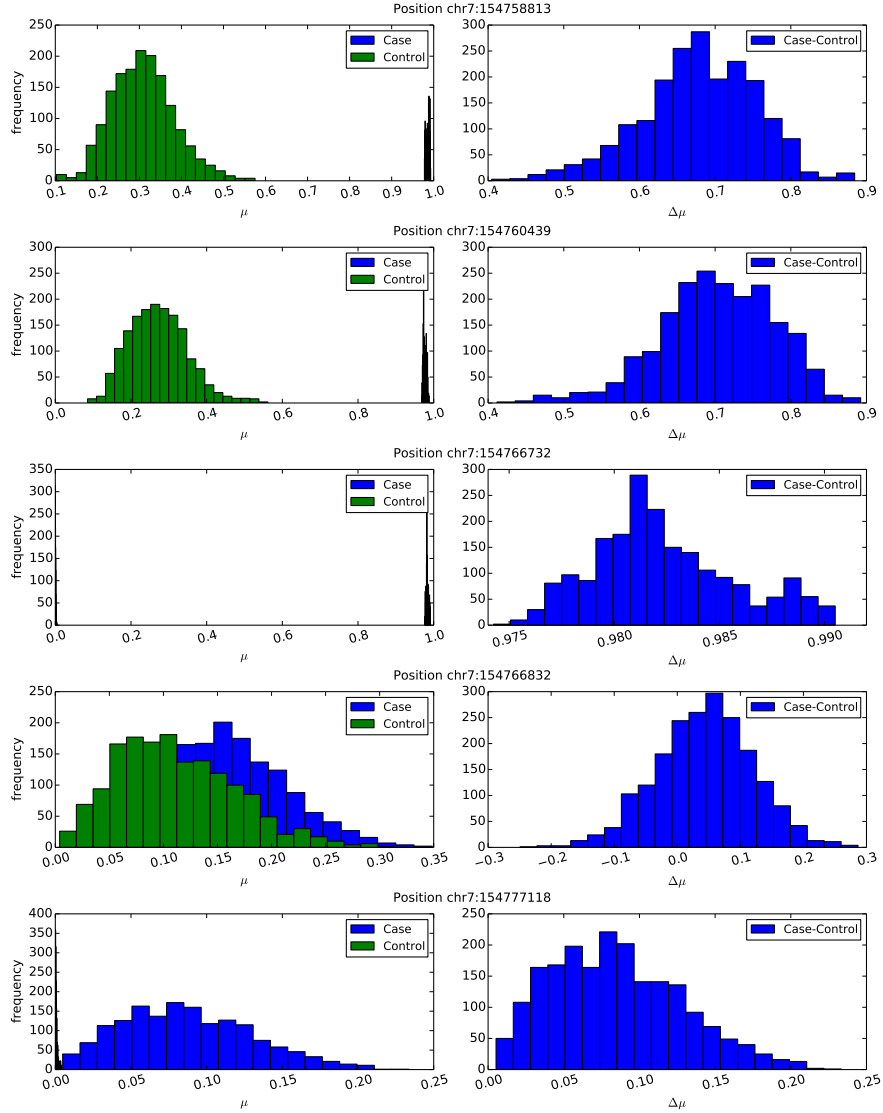 Position chr7:154758813
250
200
150
100
50
0
frequency
0.1 0.2 0.3 0.4 0.5 0.6 0.7 0.8 0.9 1.0
μ
Case
Control
300
250
200
150
100
50
0
0.4 0.5 0.6 0.7 0.8 0.9
Δμ
Case-Control
Position chr7:154760439
300
250
200
150
100
50
0
frequency
0.0 0.2 0.4 0.6 0.8 1.0
μ
Case
Control
300
250
200
150
100
50
0
0.4 0.5 0.6 0.7 0.8 0.9
Δμ
Case-Control
Position chr7:154766732
350
300
250
200
150
100
50
0
frequency
0.0 0.2 0.4 0.6 0.8 1.0
μ
Case
Control
300
250
200
150
100
50
0
0.975 0.980 0.985 0.990
Δμ
Case-Control
Position chr7:154766832
250
200
150
100
50
0
frequency
0.00 0.05 0.10 0.15 0.20 0.25 0.30 0.35
μ
Case
Control
300
250
200
150
100
50
0
−0.3 −0.2 −0.1 0.0 0.1 0.2 0.3
Δμ
Case-Control
Position chr7:154777118
400
350
300
250
200
150
100
50
0
frequency
0.00 0.05 0.10 0.15 0.20 0.25
μ
Case
Control
250
200
150
100
50
0
0.00 0.05 0.10 0.15 0.20 0.25
Δμ
Case-Control